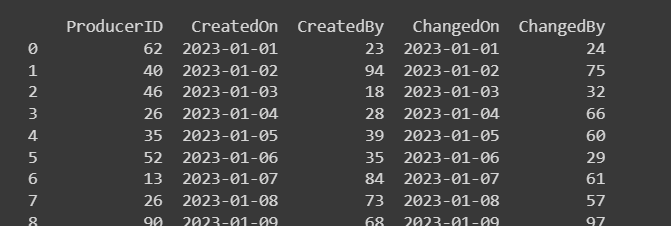 ProducerID CreatedOn CreatedBy ChangedOn ChangedBy
0 62 2023-01-01 23 2023-01-01 24
1 40 2023-01-02 94 2023-01-02 75
2 46 2023-01-03 18 2023-01-03 32
3 26 2023-01-04 28 2023-01-04 66
4 35 2023-01-05 39 2023-01-05 60
5 52 2023-01-06 35 2023-01-06 29
6 13 2023-01-07 84 2023-01-07 61
7 26 2023-01-08 73 2023-01-08 57
8 90 2023-01-09 68 2023-01-09 97